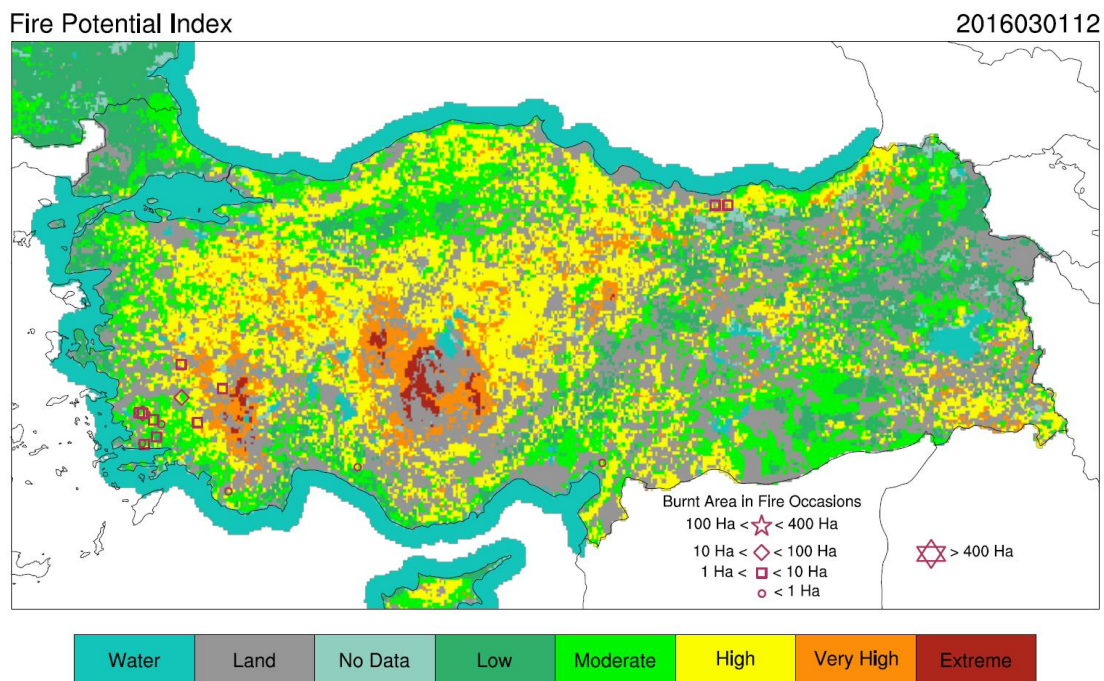 Fire Potential Index 2016030112
Burnt Area in Fire Occasions
100 Ha < < 400 Ha
10 Ha < < 100 Ha
> 400 Ha
1 Ha < < 10 Ha
< 1 Ha
Water Land No Data Low Moderate High Very High Extreme